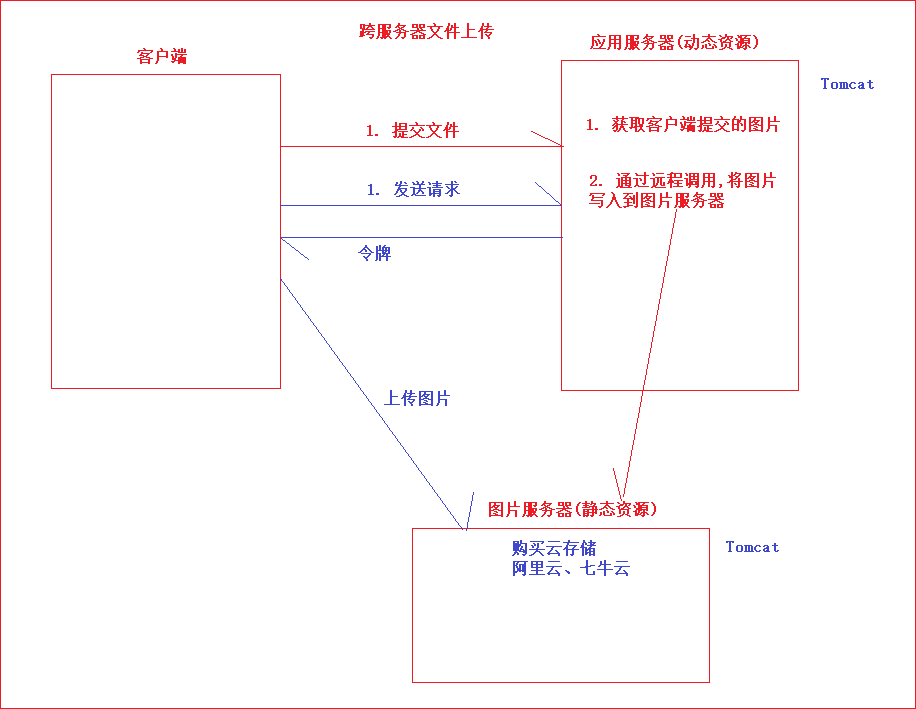 跨服务器文件上传
客户端
应用服务器(动态资源)
Tomcat
1. 提交文件
1. 获取客户端提交的图片
1. 发送请求
2. 通过远程调用,将图片
写入到图片服务器
令牌
上传图片
图片服务器(静态资源)
购买云存储
阿里云、七牛云
Tomcat